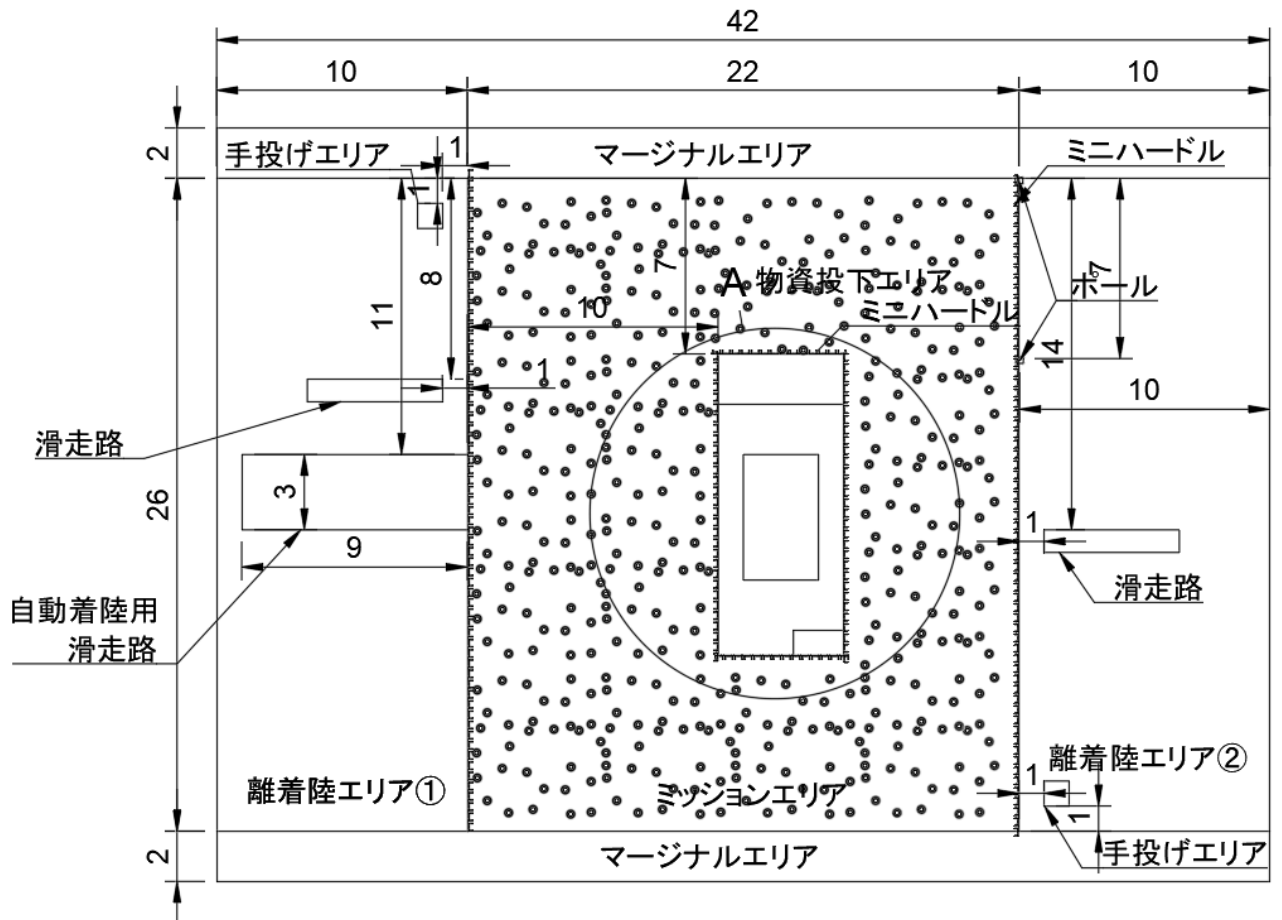 42
10
22
10
2
手投げエリア
1
マージナルエリア
ミニハードル
1
7
8
11
A 物資投下エリア
ミニハードル
7
ポール
14
10
1
10
滑走路
26
3
9
1
自動着陸用
滑走路
滑走路
離着陸エリア①
ミッションエリア
1
離着陸エリア②
1
2
マージナルエリア
手投げエリア